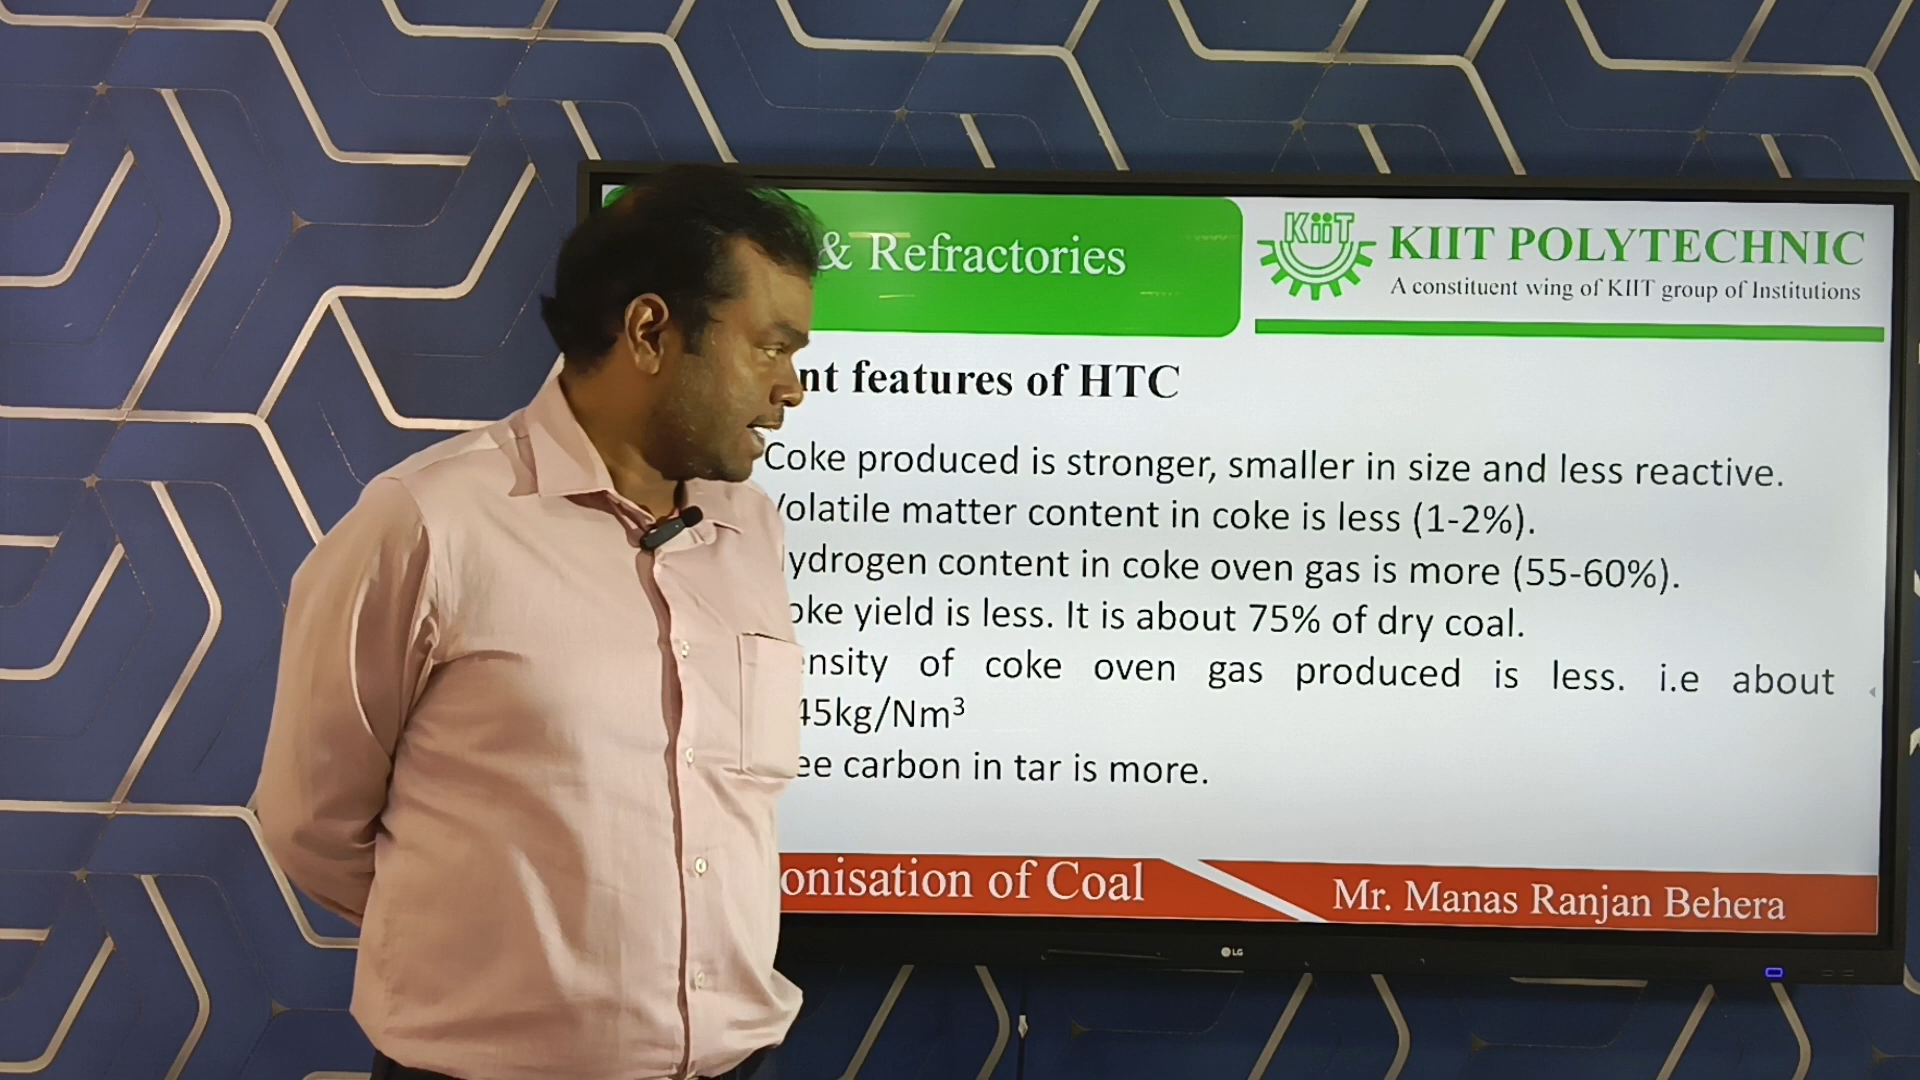 & Refractories
KiiT
KIIT POLYTECHNIC
A constituent wing of KIIT group of Institutions
features of HTC
Coke produced is stronger, smaller in size and less reactive.
olatile matter content in coke is less (1-2%).
ydrogen content in coke oven gas is more (55-60%).
oke yield is less. It is about 75% of dry coal.
ensity of coke oven gas produced is less. i.e about
45kg/Nm³
ee carbon in tar is more.
onisation of Coal
Mr. Manas Ranjan Behera
LG